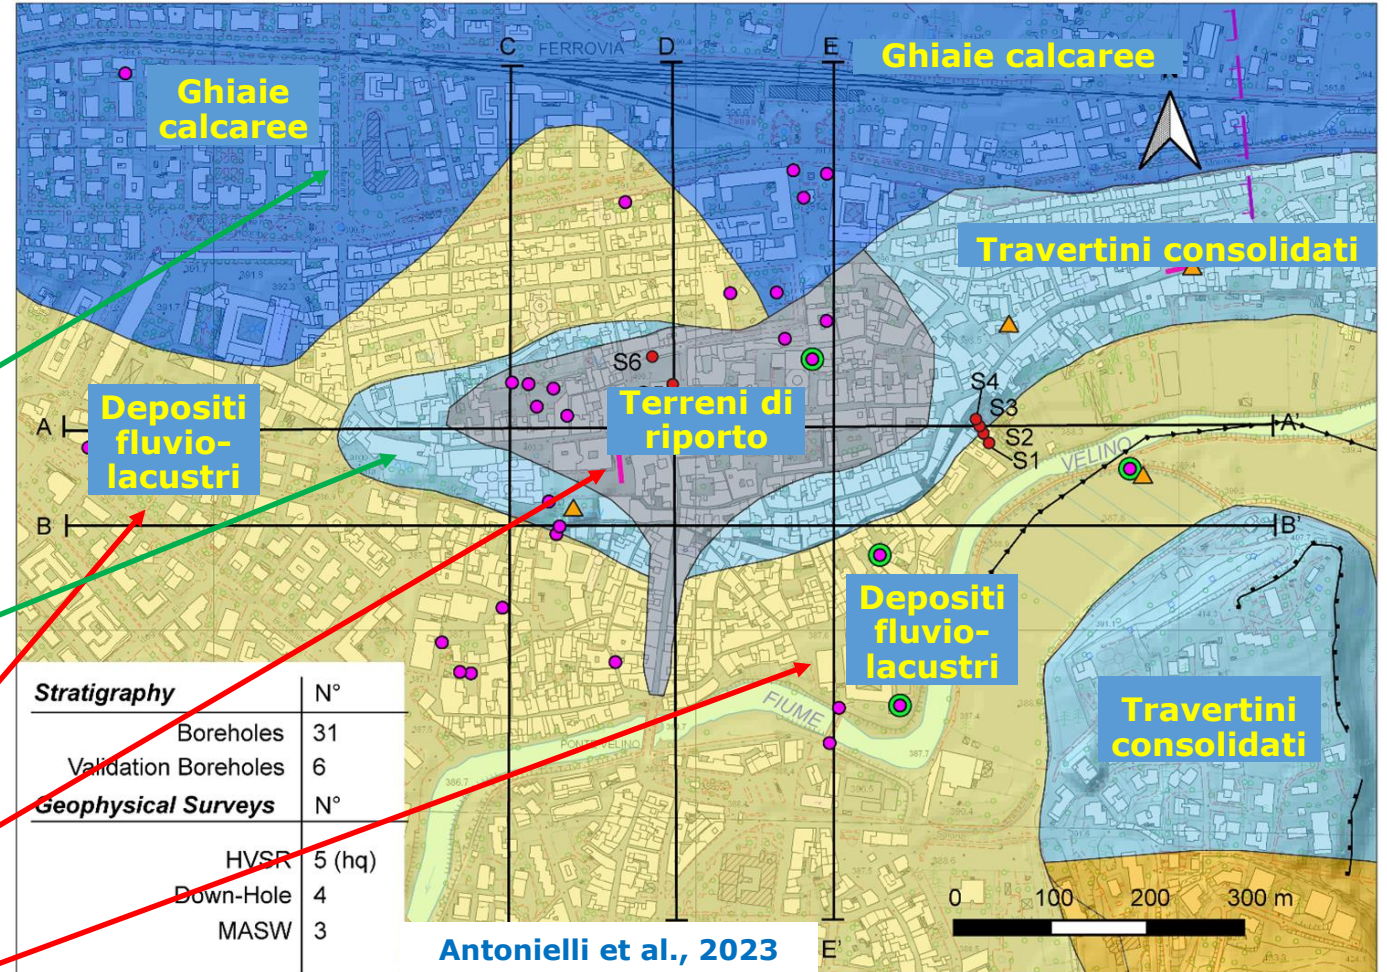 C
FERROVIA
D
E
Ghiaie calcaree
Ghiaie
calcaree
Travertini consolidati
S6
S4
S3
S2
S1
Depositi
fluvio-
lacustri
Terreni di
riporto
A
A'
VELINO
B
B'
Depositi
fluvio-
lacustri
FIUME
PONTE VELINO
Travertini
consolidati
Stratigraphy N°
Boreholes 31
Validation Boreholes 6
Geophysical Surveys N°
HVSR 5 (hq)
Down-Hole 4
MASW 3
0 100 200 300 m
Antonielli et al., 2023
E'